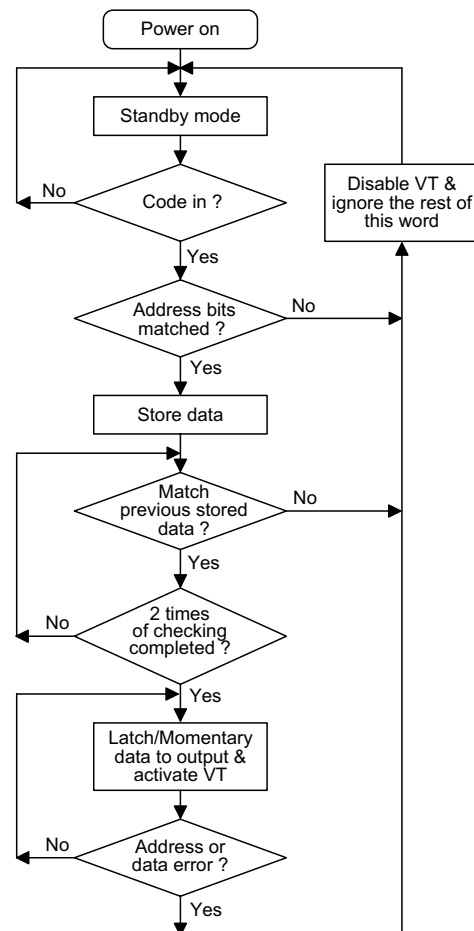 Power on
Standby mode
No
Code in ?
Disable VT &
ignore the rest of
this word
Yes
Address bits
matched ?
No
Yes
Store data
Match
previous stored
data ?
No
Yes
No
2 times
of checking
completed ?
Yes
Latch/Momentary
data to output &
activate VT
No
Address or
data error ?
Yes